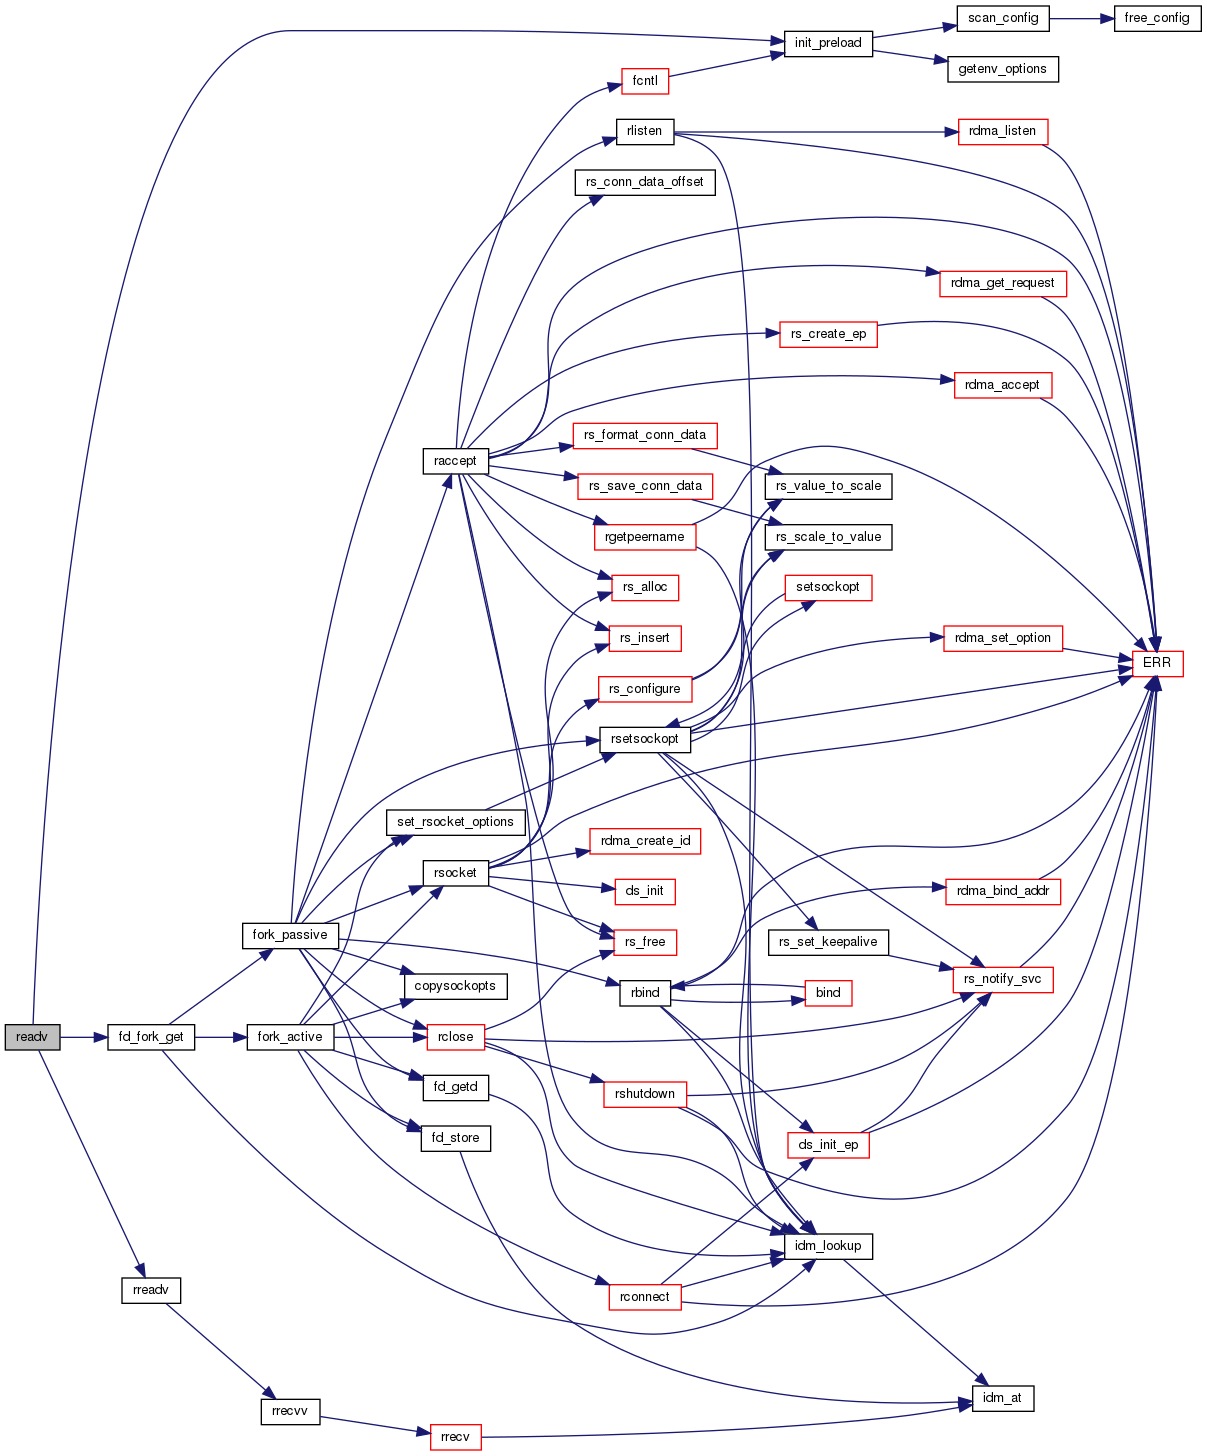 scan_config
free_config
init_preload
getenv_options
fcntl
rlisten
rdma_listen
rs_conn_data_offset
rdma_get_request
rs_create_ep
rdma_accept
rs_format_conn_data
raccept
rs_save_conn_data
rs_value_to_scale
rgetpeername
rs_scale_to_value
rs_alloc
setsockopt
rs_insert
rdma_set_option
ERR
rs_configure
rsetsockopt
set_rsocket_options
rdma_create_id
rsocket
ds_init
rdma_bind_addr
fork_passive
rs_free
rs_set_keepalive
copysockopts
rbind
bind
rs_notify_svc
readv
fd_fork_get
fork_active
rclose
fd_getd
rshutdown
fd_store
ds_init_ep
idm_lookup
rreadv
rconnect
idm_at
rrecvv
rrecv